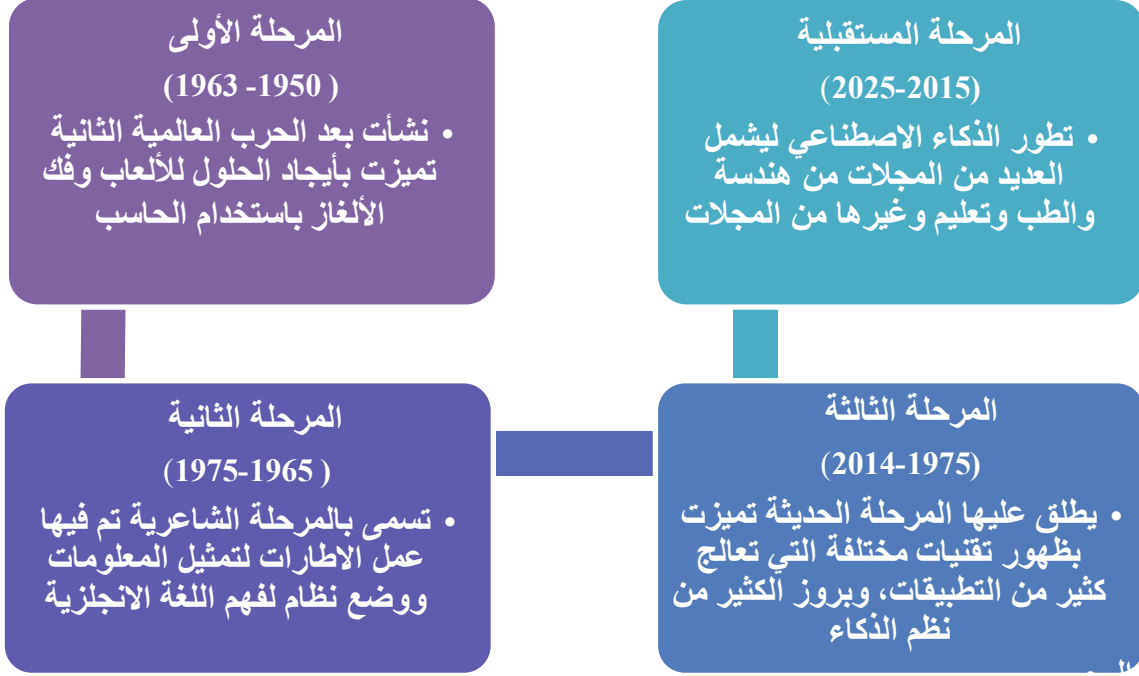 المرحلة الأولى
( 1950- 1963)
• نشأت بعد الحرب العالمية الثانية
تميزت بأيجاد الحلول للألعاب وفك
الألغاز باستخدام الحاسب
المرحلة الثانية
( 1965-1975)
• تسمى بالمرحلة الشاعرية تم فيها
عمل الاطارات لتمثيل المعلومات
ووضع نظام لفهم اللغة الانجلزية
المرحلة الثالثة
(1975-2014)
• يطلق عليها المرحلة الحديثة تميزت
بظهور تقنيات مختلفة التي تعالج
كثير من التطبيقات، وبروز الكثير من
نظم الذكاء
المرحلة المستقبلية
(2015-2025)
• تطور الذكاء الاصطناعي ليشمل
العديد من المجلات من هندسة
والطب وتعليم وغيرها من المجلات